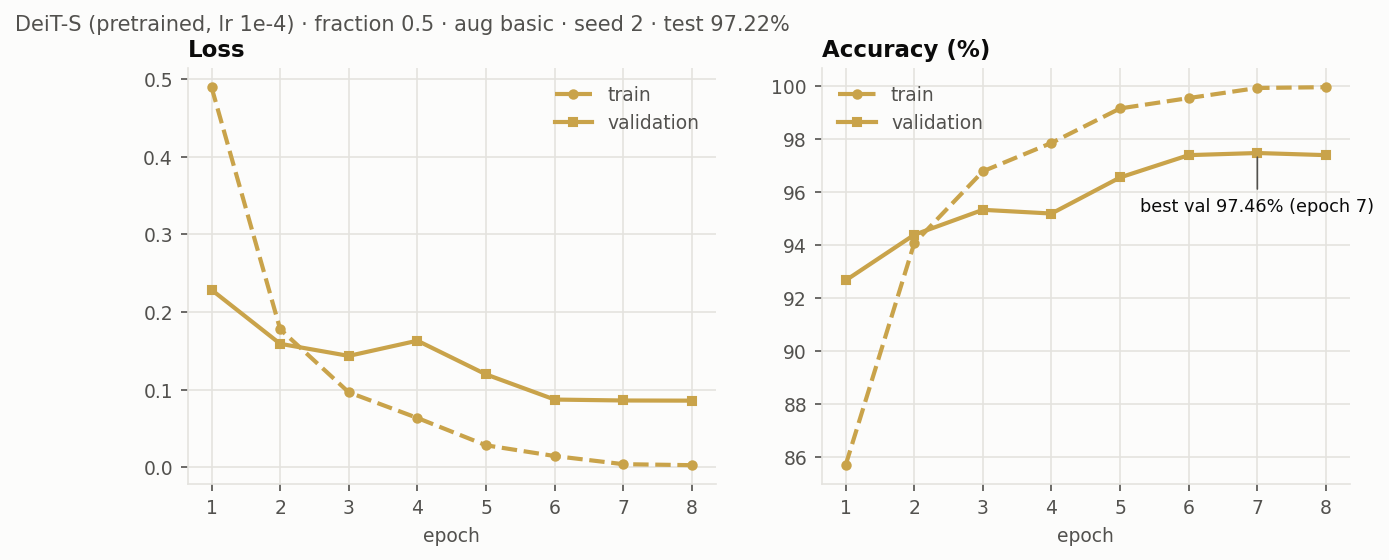 DeiT-S (pretrained, lr 1e-4) · fraction 0.5 · aug basic · seed 2 · test 97.22%
Loss
0.5
0.4
0.3
0.2
0.1
0.0
train
validation
1 2 3 4 5 6 7 8
epoch
Accuracy (%)
100
98
96
94
92
90
88
86
train
validation
best val 97.46% (epoch 7)
1 2 3 4 5 6 7 8
epoch